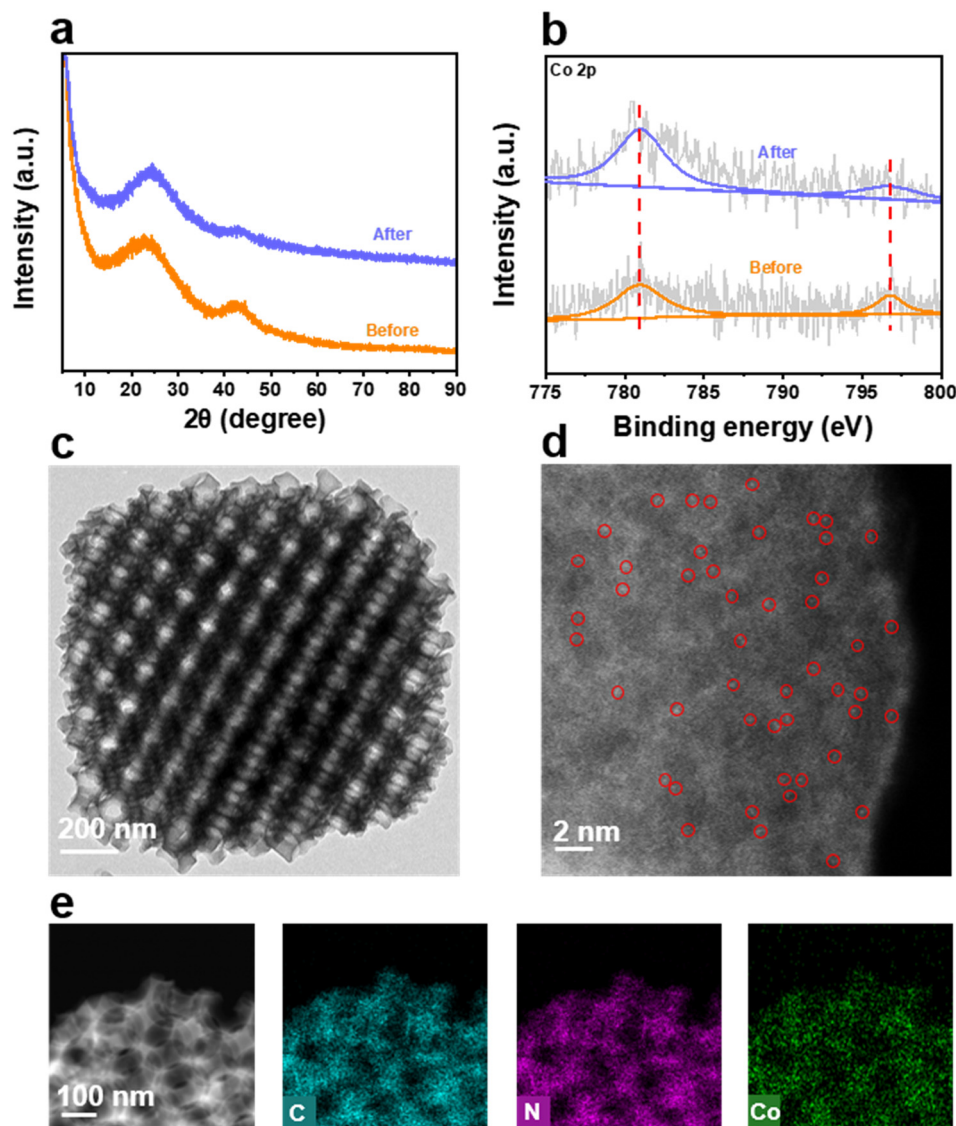 a
Intensity (a.u.)
After
Before
10 20 30 40 50 60 70 80 90
2θ (degree)
b
Co 2p
Intensity (a.u.)
After
Before
775 780 785 790 795 800
Binding energy (eV)
c
200 nm
d
2 nm
e
100 nm
C
N
Co